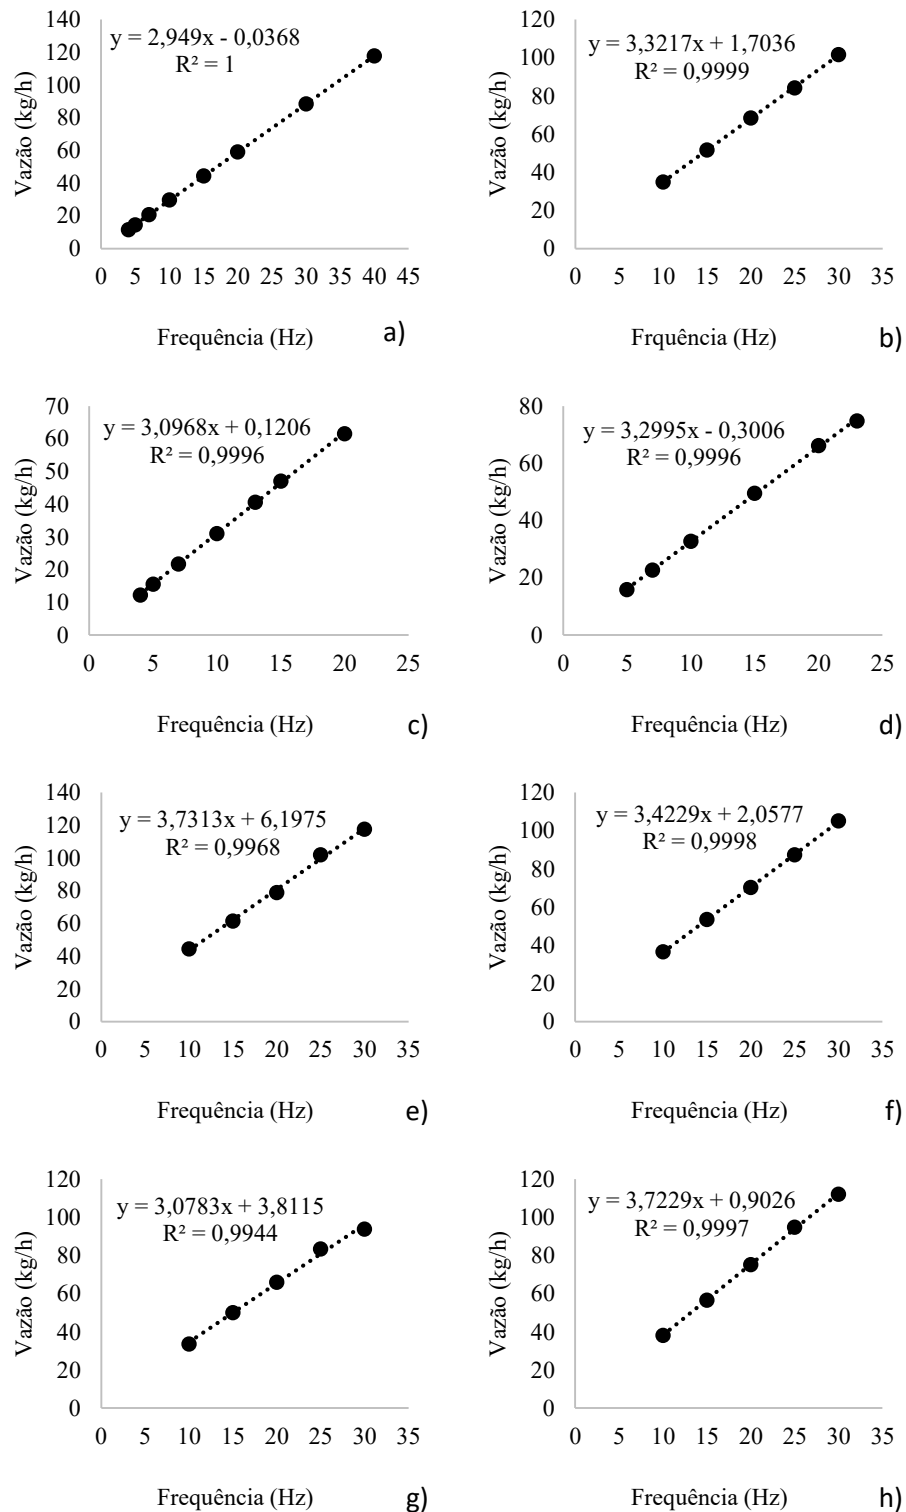 y = 2,949x - 0,0368
R² = 1
Vazão (kg/h)
140
120
100
80
60
40
20
0
0 5 10 15 20 25 30 35 40 45
Frequência (Hz)
a)
y = 3,3217x + 1,7036
R² = 0,9999
Vazão (kg/h)
120
100
80
60
40
20
0
0 5 10 15 20 25 30 35
Frquência (Hz)
b)
y = 3,0968x + 0,1206
R² = 0,9996
Vazão (kg/h)
70
60
50
40
30
20
10
0
0 5 10 15 20 25
Frequência (Hz)
c)
y = 3,2995x - 0,3006
R² = 0,9996
Vazão (kg/h)
80
60
40
20
0
0 5 10 15 20 25
Frequência (Hz)
d)
y = 3,7313x + 6,1975
R² = 0,9968
Vazão (kg/h)
140
120
100
80
60
40
20
0
0 5 10 15 20 25 30 35
Frequência (Hz)
e)
y = 3,4229x + 2,0577
R² = 0,9998
Vazão (kg/h)
120
100
80
60
40
20
0
0 5 10 15 20 25 30 35
Frequência (Hz)
f)
y = 3,0783x + 3,8115
R² = 0,9944
Vazão (kg/h)
120
100
80
60
40
20
0
0 5 10 15 20 25 30 35
Frequência (Hz)
g)
y = 3,7229x + 0,9026
R² = 0,9997
Vazão (kg/h)
120
100
80
60
40
20
0
0 5 10 15 20 25 30 35
Frequência (Hz)
h)